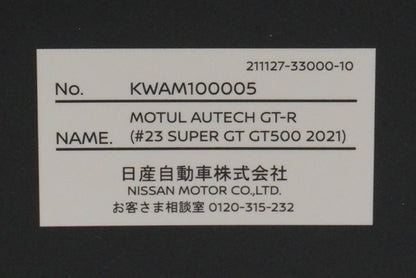 211127-33000-10
No. KWAM100005
MOTUL AUTECH GT-R
NAME. (#23 SUPER GT GT500 2021)
日産自動車株式会社
NISSAN MOTOR CO.,LTD.
お客さま相談室 0120-315-232